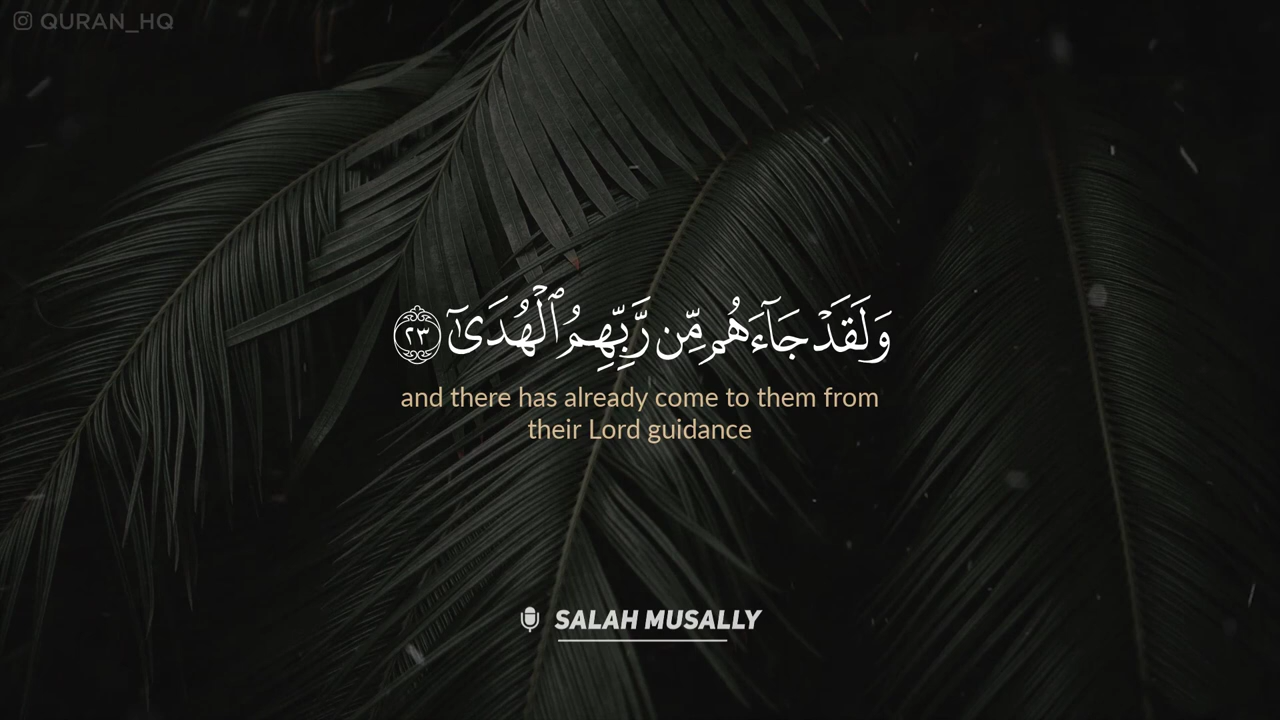 QURAN_HQ
وَلَقَدْ جَآءَهُم مِّن رَّبِّهِمُ ٱلْهُدَىٰٓ ٢٣
and there has already come to them from
their Lord guidance
SALAH MUSALLY